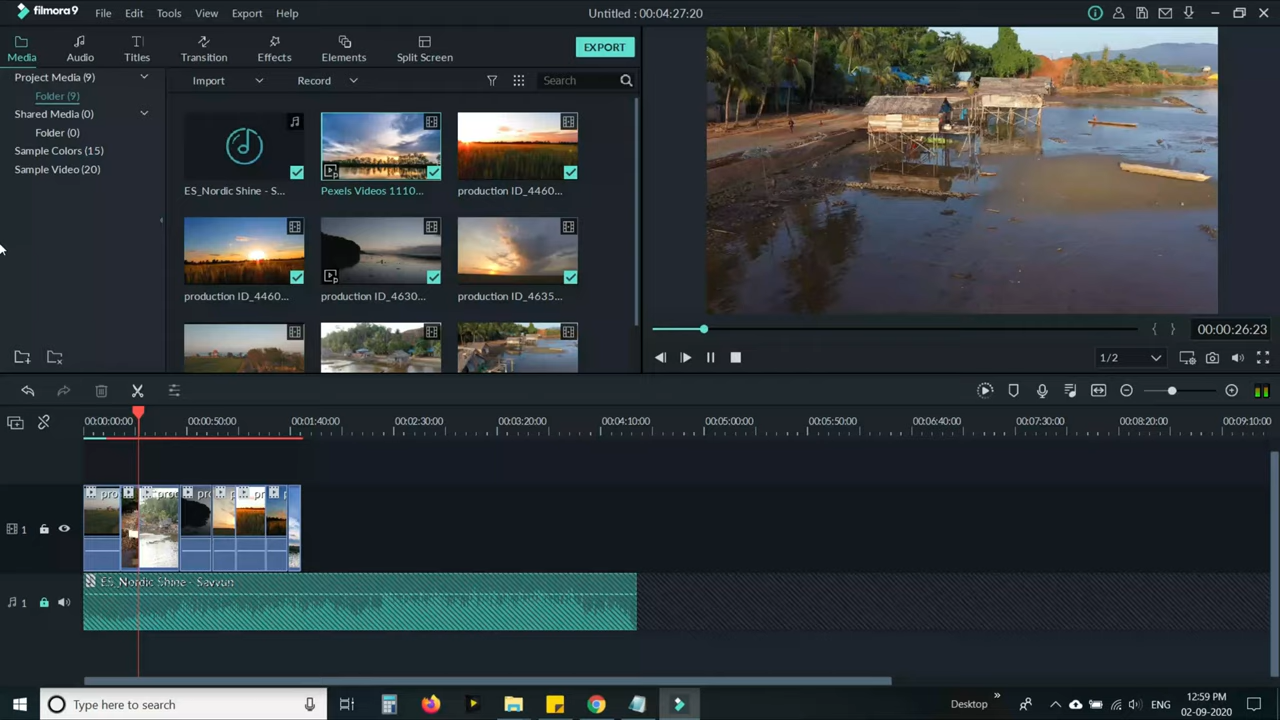 filmora9 File Edit Tools View Export Help Untitled : 00:04:27:20
Media Audio Titles Transition Effects Elements Split Screen EXPORT
Project Media (9)
Folder (9)
Shared Media (0)
Folder (0)
Sample Colors (15)
Sample Video (20)
Import Record Search
ES_Nordic Shine - S... Pexels Videos 1110... production ID_4460...
production ID_4460... production ID_4630... production ID_4635...
1/2 00:00:26:23
00:00:00:00 00:00:50:00 00:01:40:00 00:02:30:00 00:03:20:00 00:04:10:00 00:05:00:00 00:05:50:00 00:06:40:00 00:07:30:00 00:08:20:00 00:09:10:00
1 pro
1 ES_Nordic Shine - Sayvun
Type here to search Desktop ENG 12:59 PM
02-09-2020